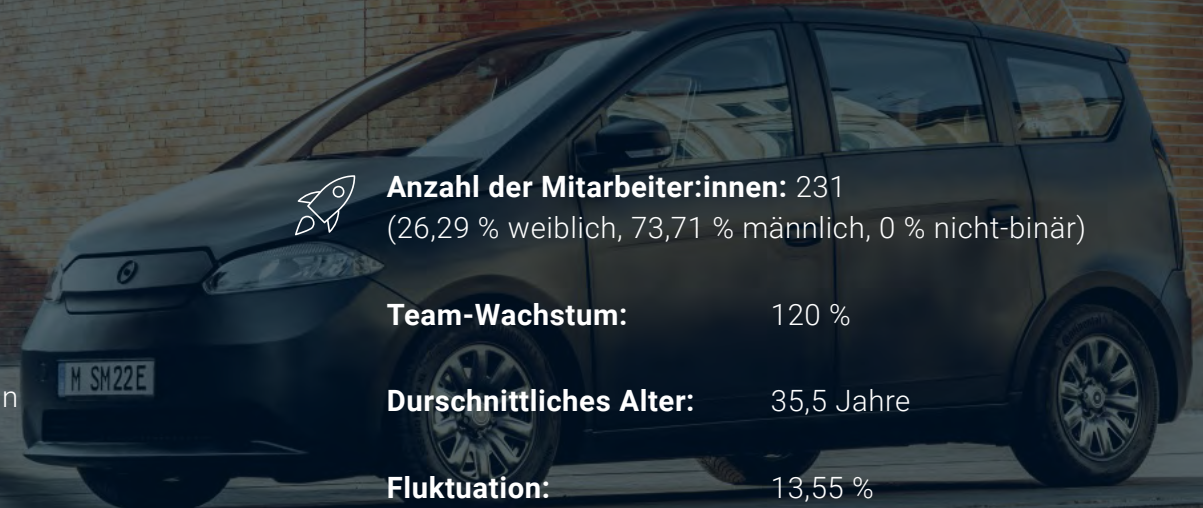 Anzahl der Mitarbeiter:innen: 231
(26,29 % weiblich, 73,71 % männlich, 0 % nicht-binär)
Team-Wachstum: 120 %
M SM22E
n
Durschnittliches Alter: 35,5 Jahre
Fluktuation: 13,55 %